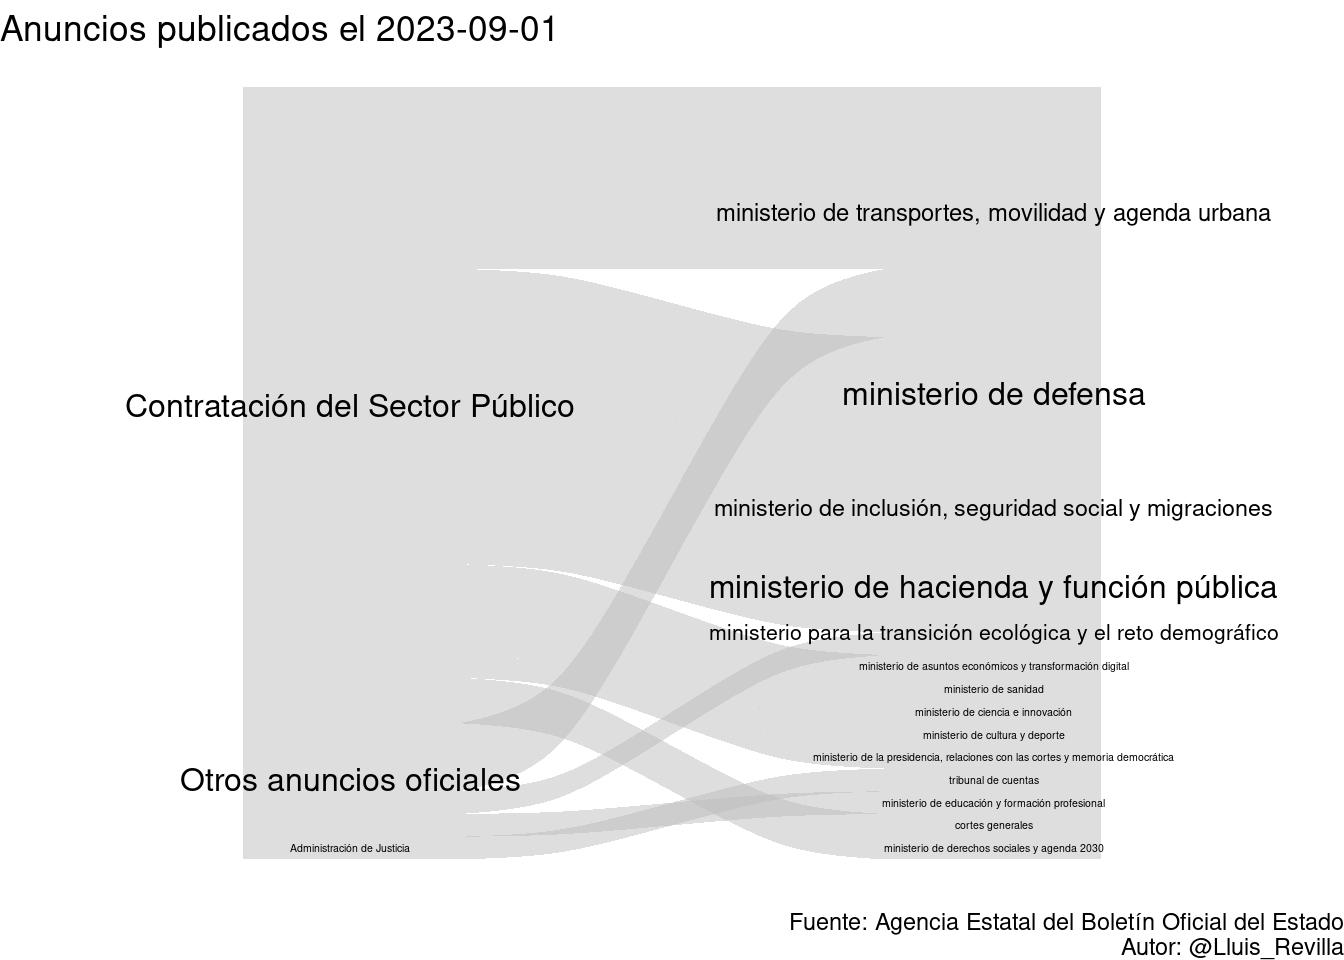 Anuncios publicados el 2023-09-01
ministerio de transportes, movilidad y agenda urbana
Contratación del Sector Público
ministerio de defensa
ministerio de inclusión, seguridad social y migraciones
ministerio de hacienda y función pública
ministerio para la transición ecológica y el reto demográfico
ministerio de asuntos económicos y transformación digital
ministerio de sanidad
ministerio de ciencia e innovación
ministerio de cultura y deporte
ministerio de la presidencia, relaciones con las cortes y memoria democrática
Otros anuncios oficiales
tribunal de cuentas
ministerio de educación y formación profesional
cortes generales
Administración de Justicia
ministerio de derechos sociales y agenda 2030
Fuente: Agencia Estatal del Boletín Oficial del Estado
Autor: @Lluis_Revilla